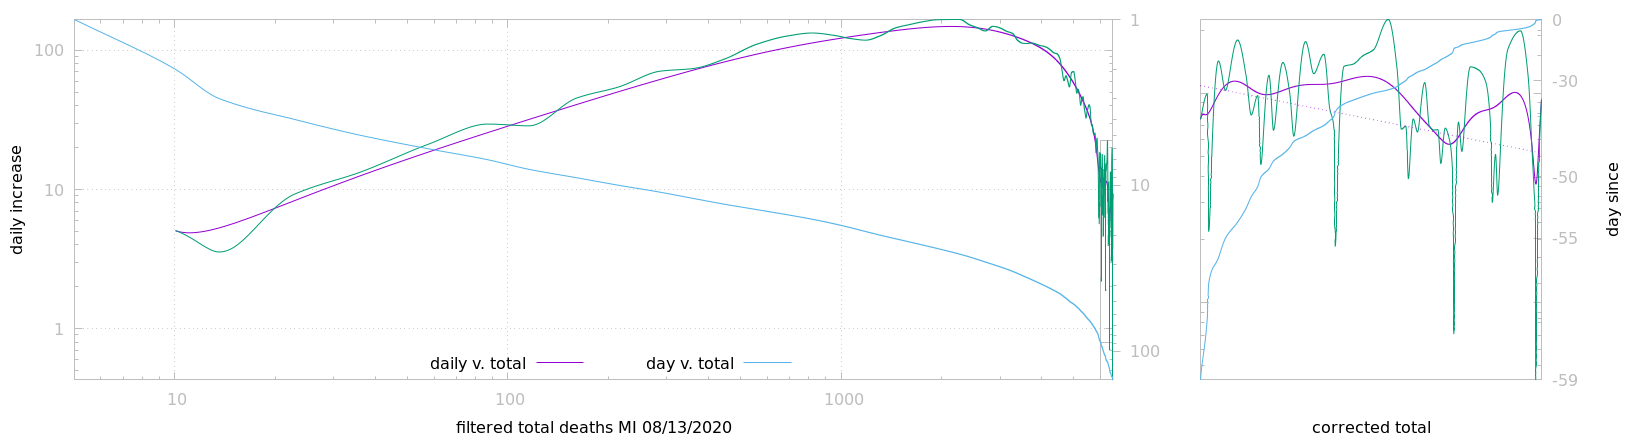 100
10
1
daily increase
daily v. total
day v. total
10
100
1000
filtered total deaths MI 08/13/2020
1
10
100
0
-30
-50
-55
-59
day since
corrected total